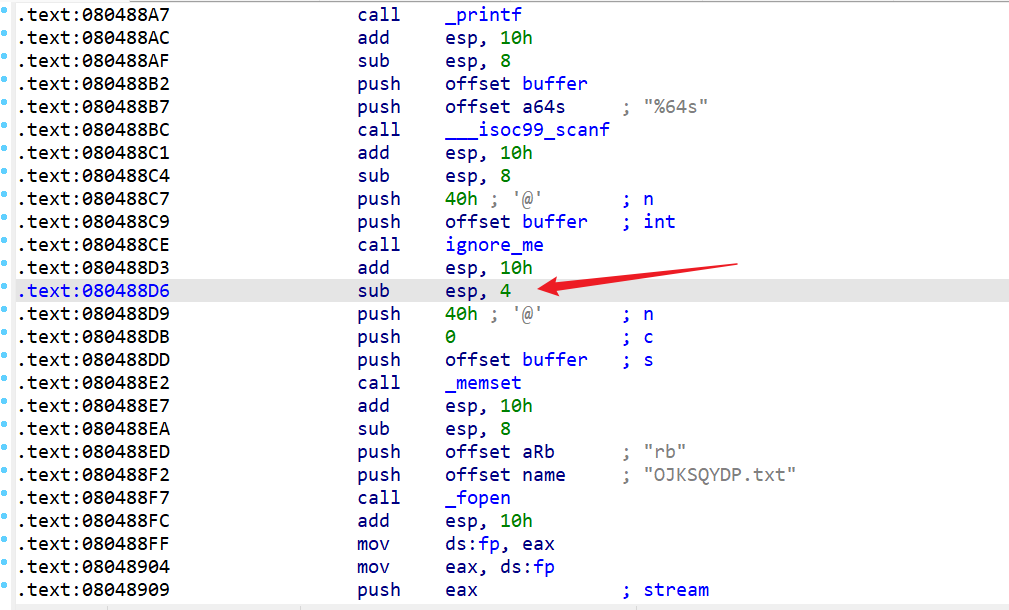 .text:080488A7 call _printf
.text:080488AC add esp, 10h
.text:080488AF sub esp, 8
.text:080488B2 push offset buffer
.text:080488B7 push offset a64s ; "%64s"
.text:080488BC call ___isoc99_scanf
.text:080488C1 add esp, 10h
.text:080488C4 sub esp, 8
.text:080488C7 push 40h ; '@' ; n
.text:080488C9 push offset buffer ; int
.text:080488CE call ignore_me
.text:080488D3 add esp, 10h
.text:080488D6 sub esp, 4
.text:080488D9 push 40h ; '@' ; n
.text:080488DB push 0 ; c
.text:080488DD push offset buffer ; s
.text:080488E2 call _memset
.text:080488E7 add esp, 10h
.text:080488EA sub esp, 8
.text:080488ED push offset aRb ; "rb"
.text:080488F2 push offset name ; "OJKSQYDP.txt"
.text:080488F7 call _fopen
.text:080488FC add esp, 10h
.text:080488FF mov ds:fp, eax
.text:08048904 mov eax, ds:fp
.text:08048909 push eax ; stream